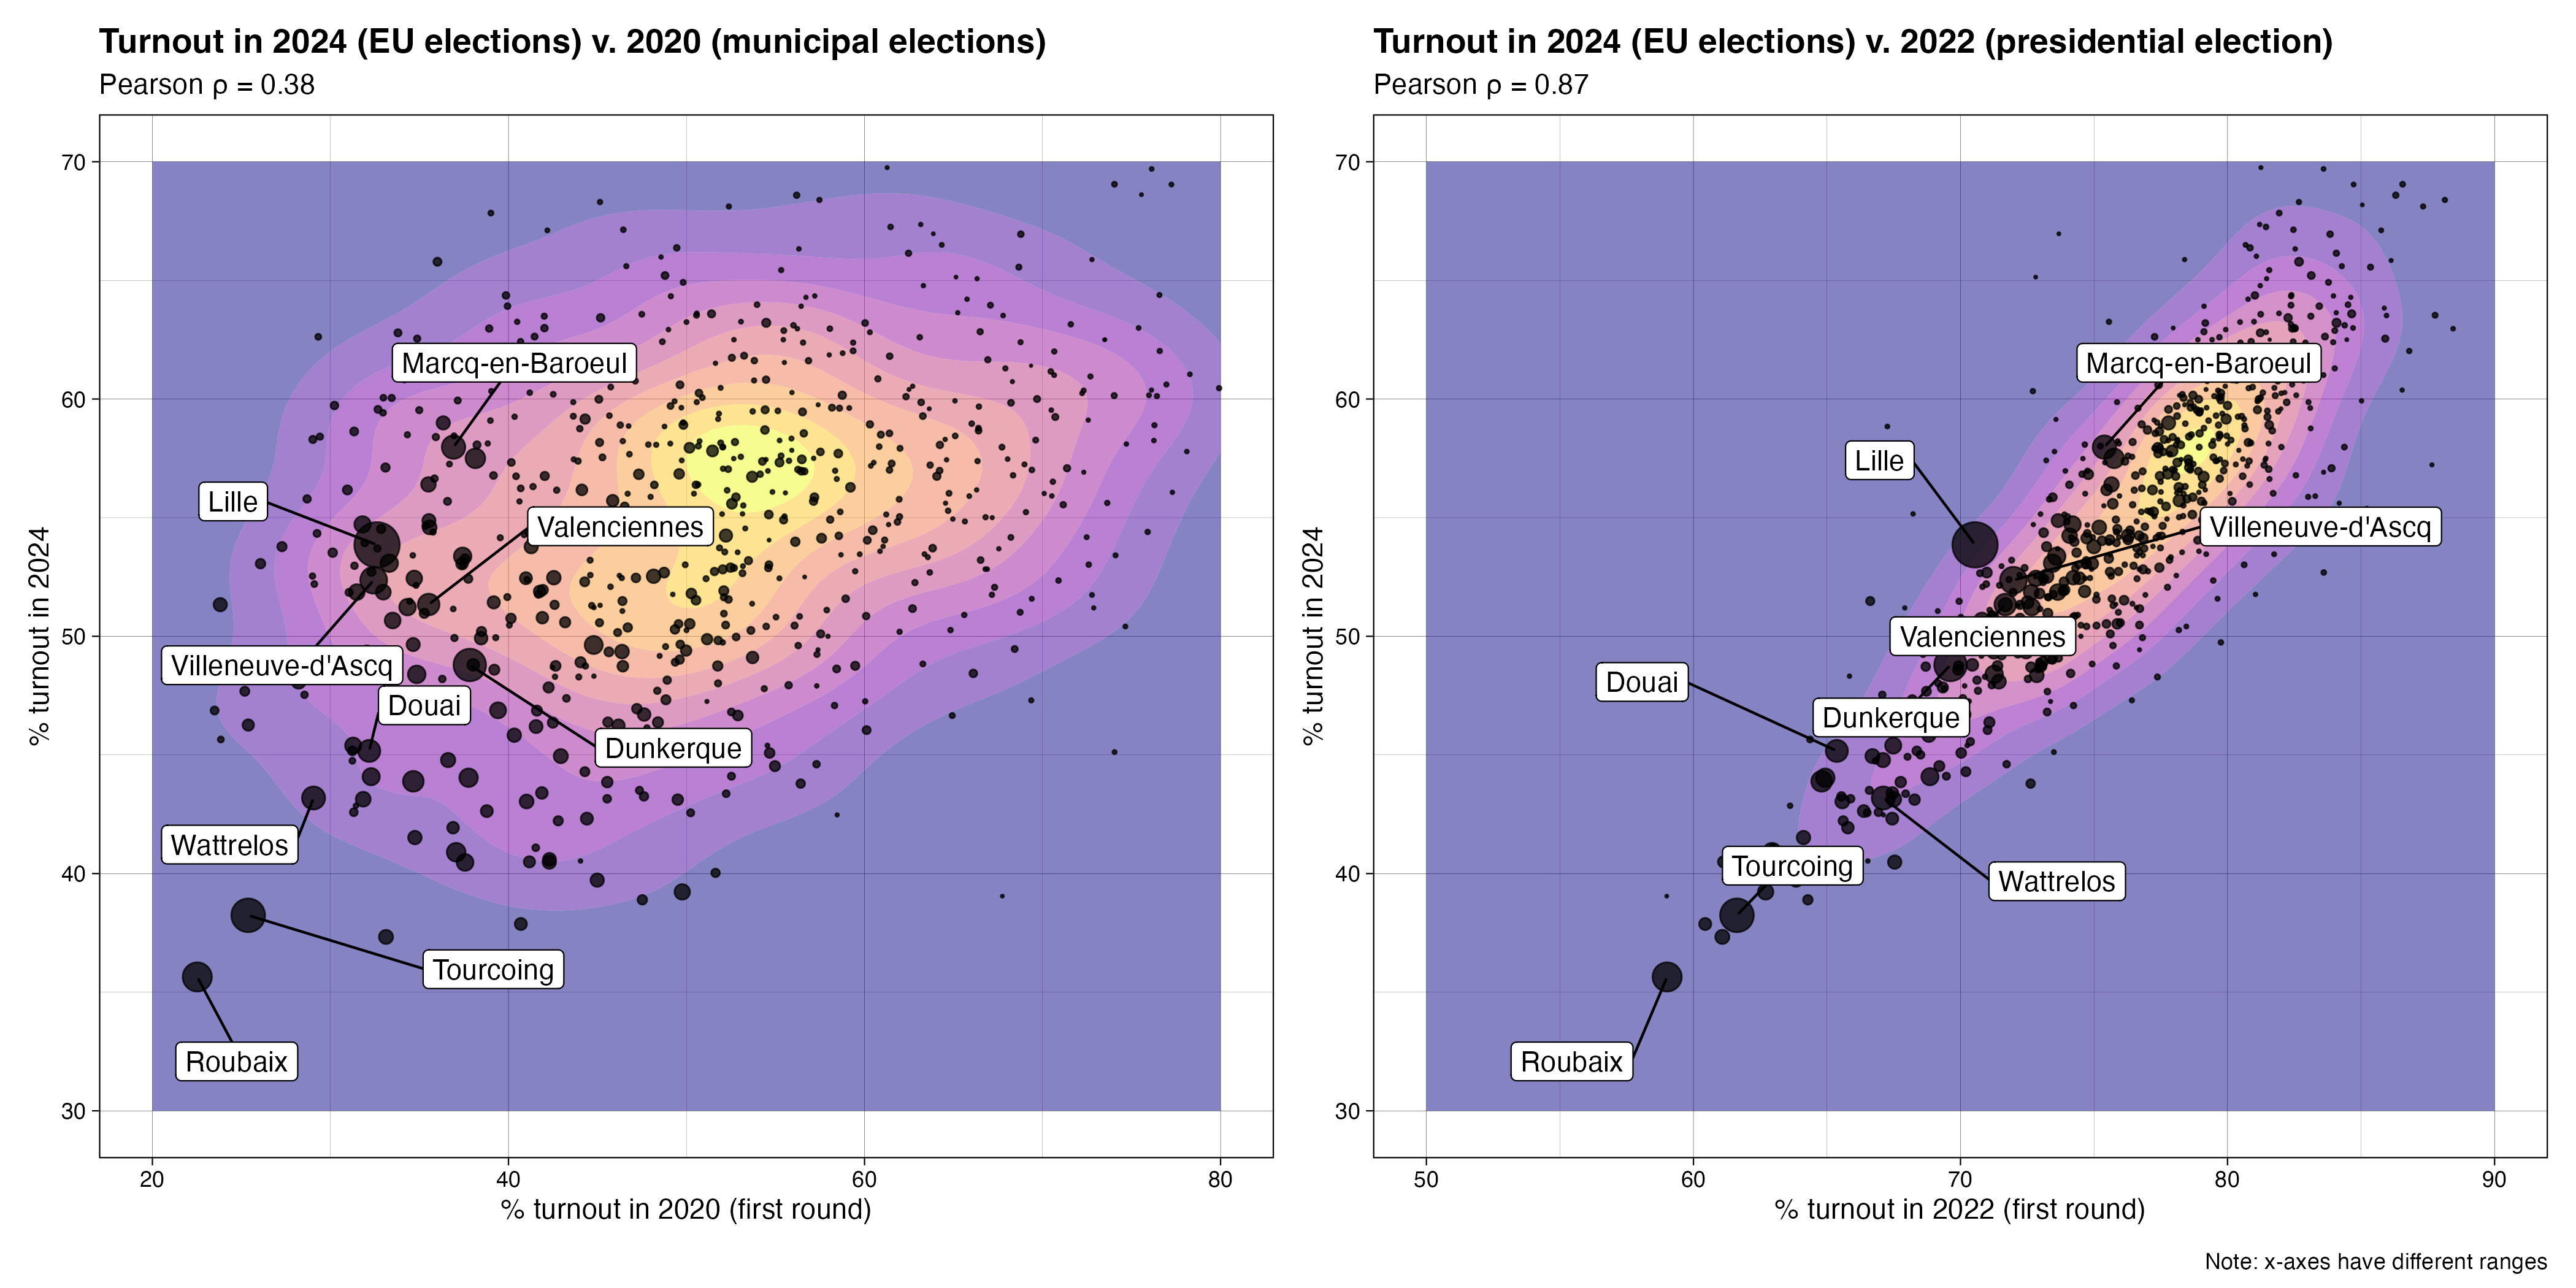 Turnout in 2024 (EU elections) v. 2020 (municipal elections)
Pearson ρ = 0.38
% turnout in 2024
70
60
50
40
30
Marcq-en-Baroeul
Lille
Valenciennes
Villeneuve-d'Ascq
Douai
Dunkerque
Wattrelos
Tourcoing
Roubaix
20
40
60
80
% turnout in 2020 (first round)
Turnout in 2024 (EU elections) v. 2022 (presidential election)
Pearson ρ = 0.87
% turnout in 2024
70
60
50
40
30
Marcq-en-Baroeul
Lille
Villeneuve-d'Ascq
Valenciennes
Douai
Dunkerque
Tourcoing
Wattrelos
Roubaix
50
60
70
80
90
% turnout in 2022 (first round)
Note: x-axes have different ranges